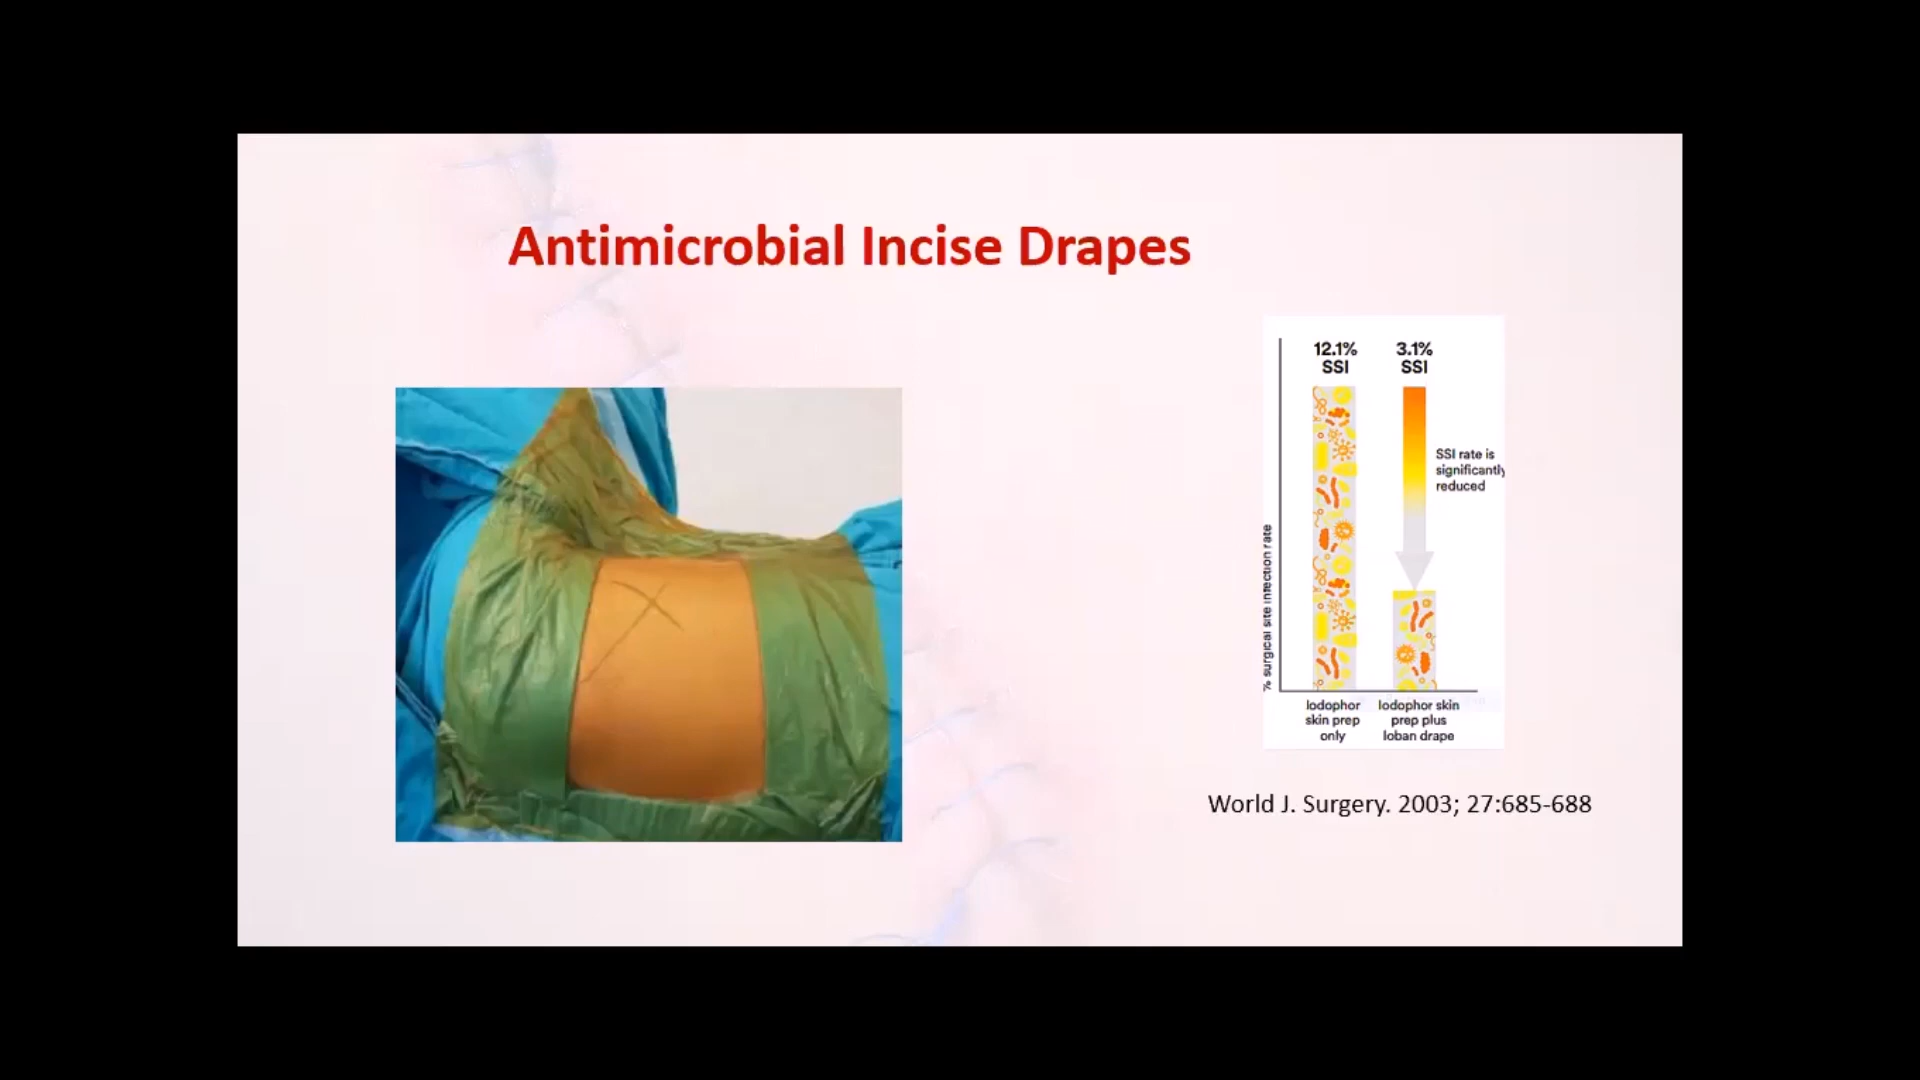 Antimicrobial Incise Drapes
12.1%
SSI
3.1%
SSI
SSI rate is
significantly
reduced
% surgical site infection rate
Iodophor
skin prep
only
Iodophor skin
prep plus
Ioban drape
World J. Surgery. 2003; 27:685-688